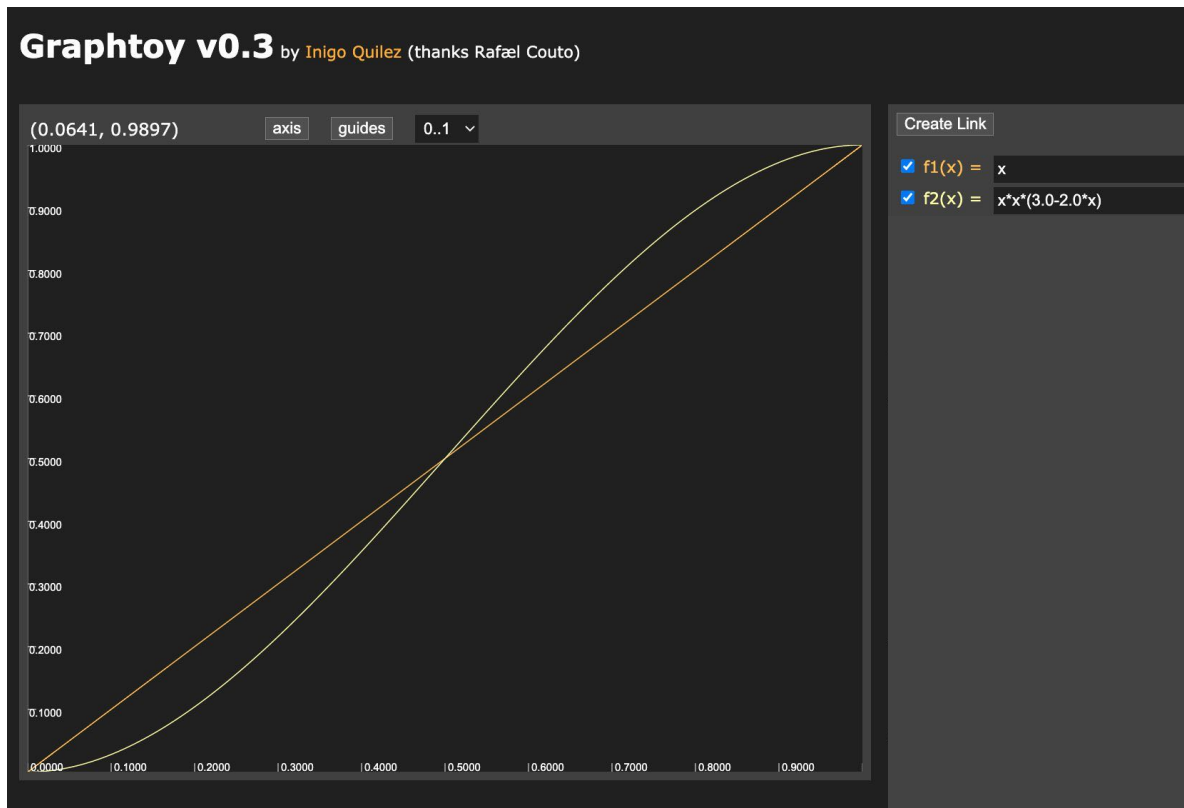 Graphtoy v0.3 by Inigo Quilez (thanks Rafæl Couto)
(0.0641, 0.9897) axis guides 0..1
Create Link
f1(x) = x
f2(x) = x*x*(3.0-2.0*x)
1.0000
0.9000
0.8000
0.7000
0.6000
0.5000
0.4000
0.3000
0.2000
0.1000
0.0000 0.1000 0.2000 0.3000 0.4000 0.5000 0.6000 0.7000 0.8000 0.9000